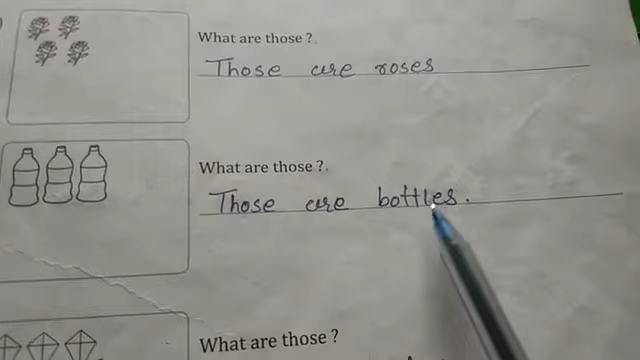 What are those ?.
Those are roses
What are those ?.
Those are bottles.
What are those ?